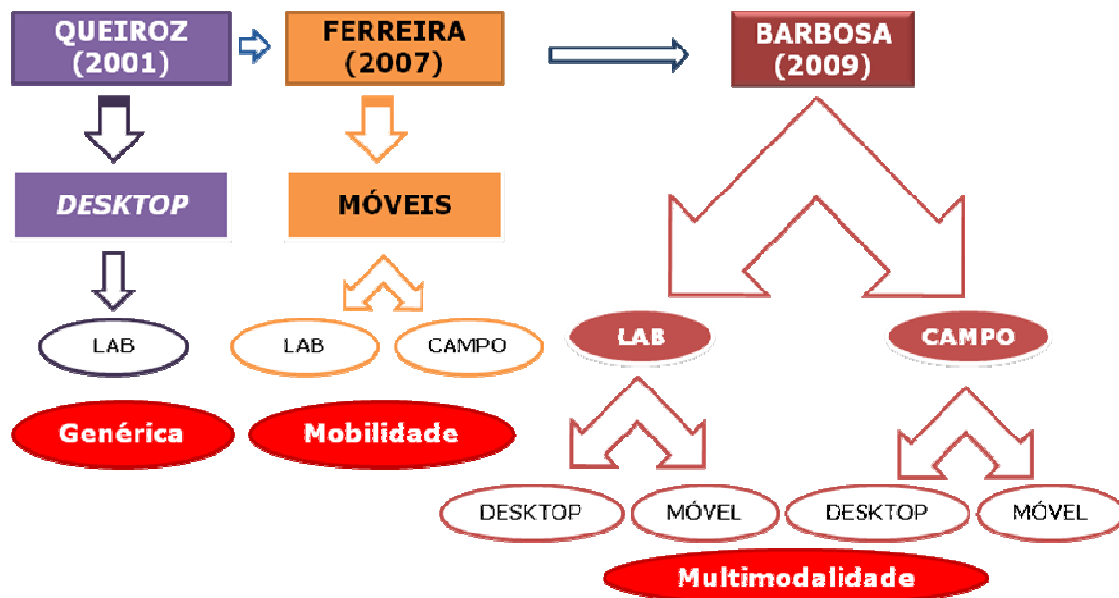 QUEIROZ
(2001)
FERREIRA
(2007)
BARBOSA
(2009)
DESKTOP
MÓVEIS
LAB
LAB
CAMPO
LAB
CAMPO
Genérica
Mobilidade
DESKTOP
MÓVEL
DESKTOP
MÓVEL
Multimodalidade